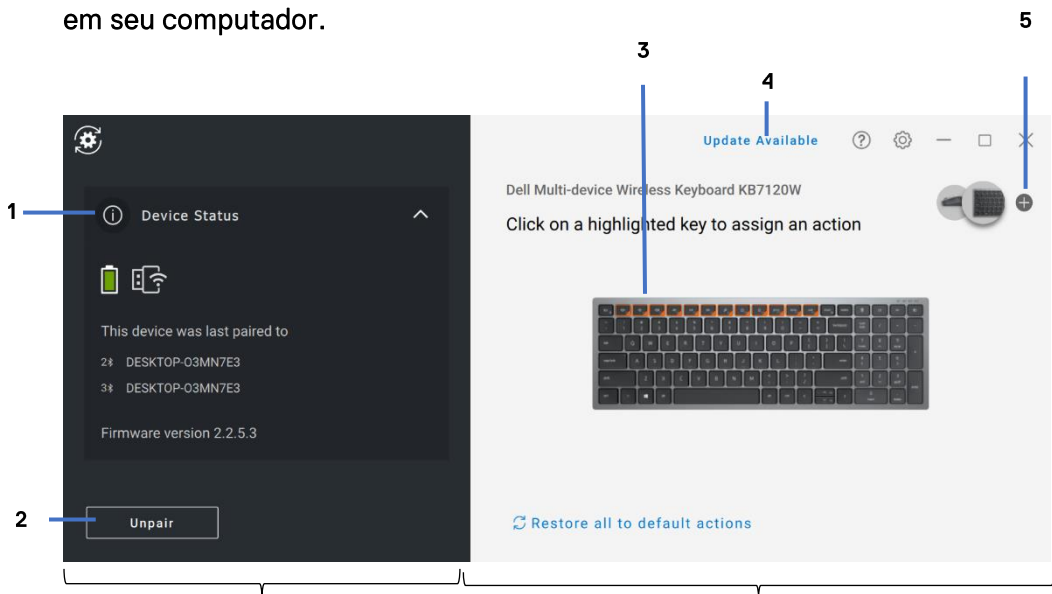 em seu computador.
5
3
4
Update Available
Dell Multi-device Wireless Keyboard KB7120W
1
Device Status
Click on a highlighted key to assign an action
This device was last paired to
2 DESKTOP-03MN7E3
3 DESKTOP-03MN7E3
Firmware version 2.2.5.3
2
Unpair
Restore all to default actions